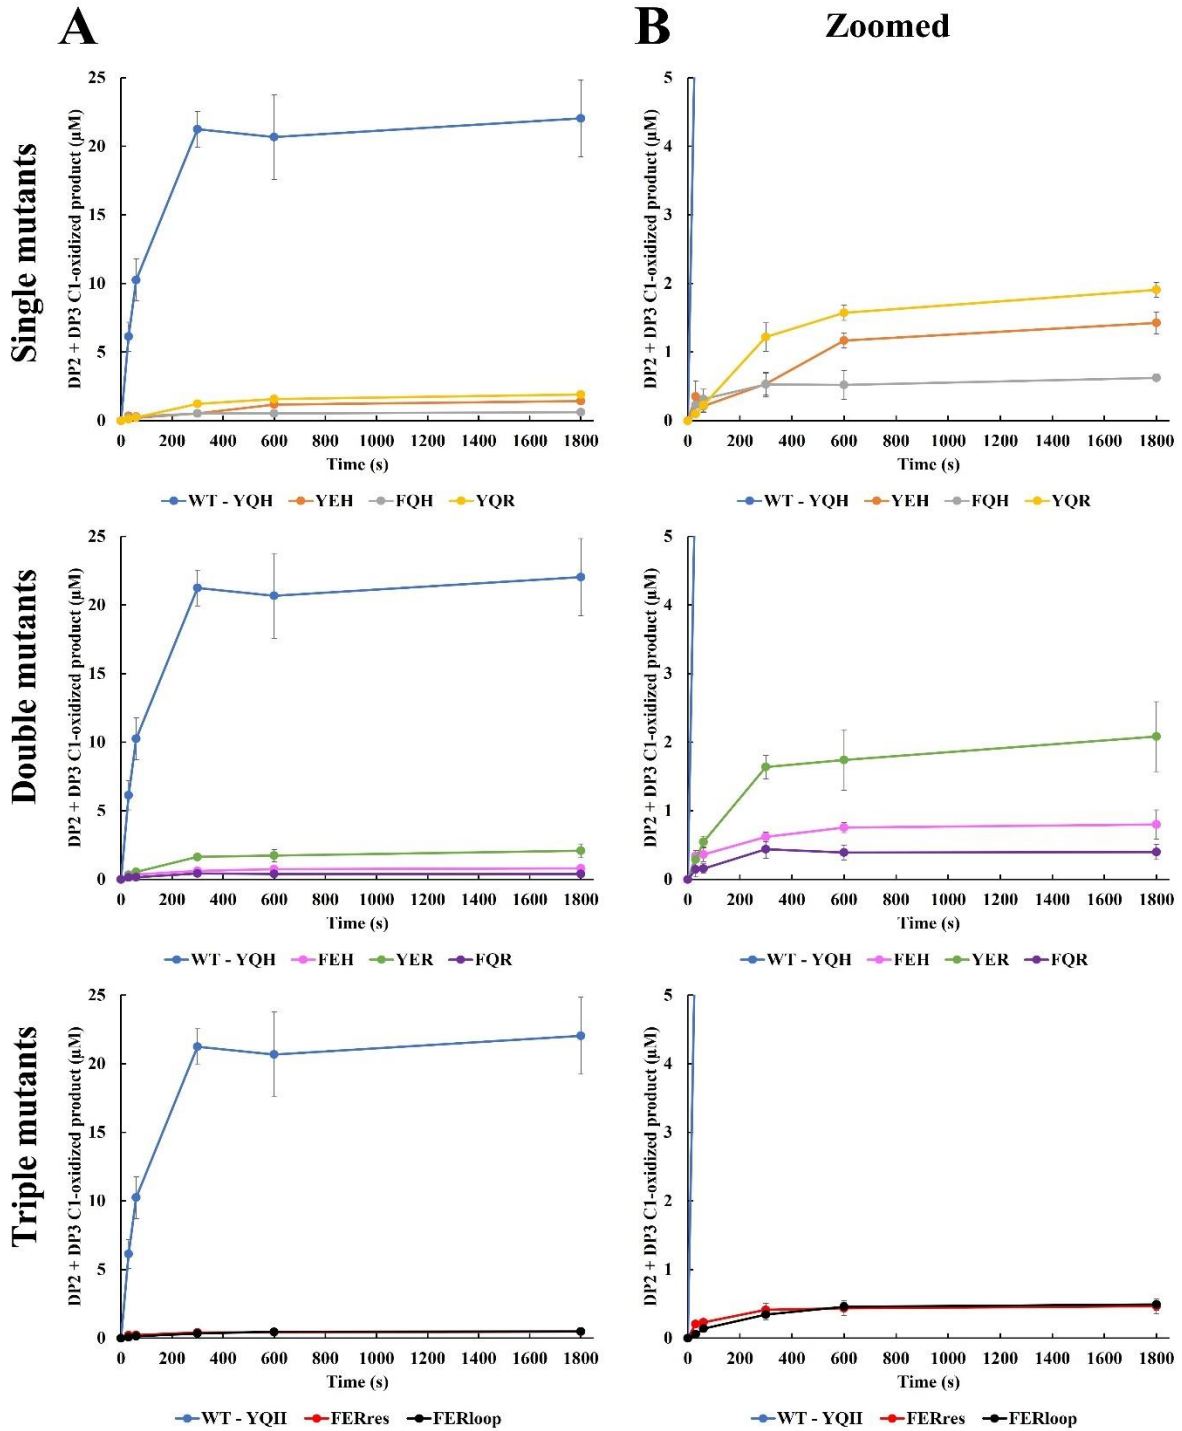 A
B
Zoomed
Single mutants
DP2 + DP3 C1-oxidized product (µM)
25
20
15
10
5
0
0 200 400 600 800 1000 1200 1400 1600 1800
Time (s)
WT - YQH YEH FQH YQR
DP2 + DP3 C1-oxidized product (µM)
5
4
3
2
1
0
0 200 400 600 800 1000 1200 1400 1600 1800
Time (s)
WT - YQH YEH FQH YQR
Double mutants
DP2 + DP3 C1-oxidized product (µM)
25
20
15
10
5
0
0 200 400 600 800 1000 1200 1400 1600 1800
Time (s)
WT - YQH FEH YER FQR
DP2 + DP3 C1-oxidized product (µM)
5
4
3
2
1
0
0 200 400 600 800 1000 1200 1400 1600 1800
Time (s)
WT - YQH FEH YER FQR
Triple mutants
DP2 + DP3 C1-oxidized product (µM)
25
20
15
10
5
0
0 200 400 600 800 1000 1200 1400 1600 1800
Time (s)
WT - YQH FERres FERloop
DP2 + DP3 C1-oxidized product (µM)
5
4
3
2
1
0
0 200 400 600 800 1000 1200 1400 1600 1800
Time (s)
WT - YQH FERres FERloop